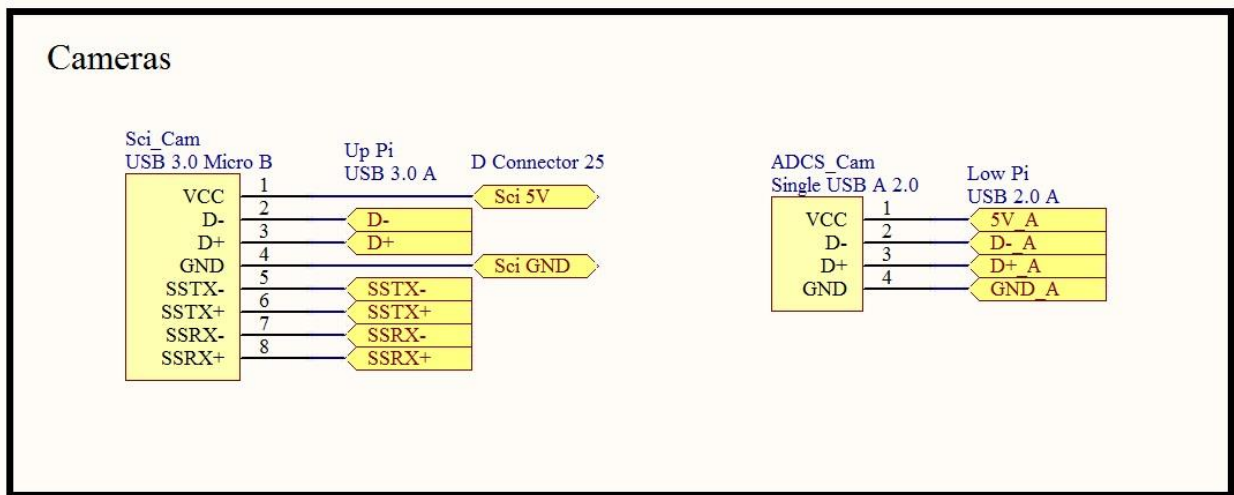 Cameras
Sci_Cam
USB 3.0 Micro B
Up Pi
USB 3.0 A
D Connector 25
VCC 1 Sci 5V
D- 2 D-
D+ 3 D+
GND 4 Sci GND
SSTX- 5 SSTX-
SSTX+ 6 SSTX+
SSRX- 7 SSRX-
SSRX+ 8 SSRX+
ADCS_Cam
Single USB A 2.0
Low Pi
USB 2.0 A
VCC 1 5V_A
D- 2 D-_A
D+ 3 D+_A
GND 4 GND_A